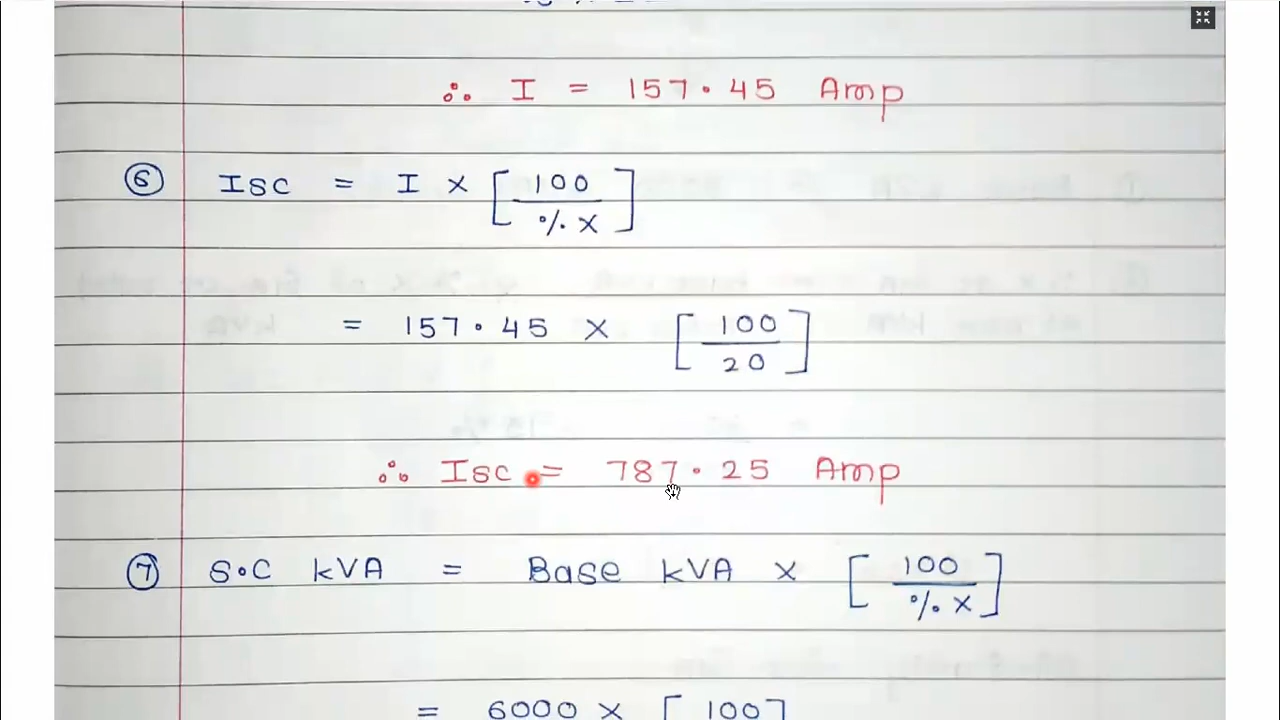 ∴ I = 157.45 Amp
⑥ Isc = I × [ 100 / % X ]
= 157.45 × [ 100 / 20 ]
∴ Isc = 787.25 Amp
⑦ S.C kVA = Base kVA × [ 100 / % X ]
= 6000 × [ 100 ]